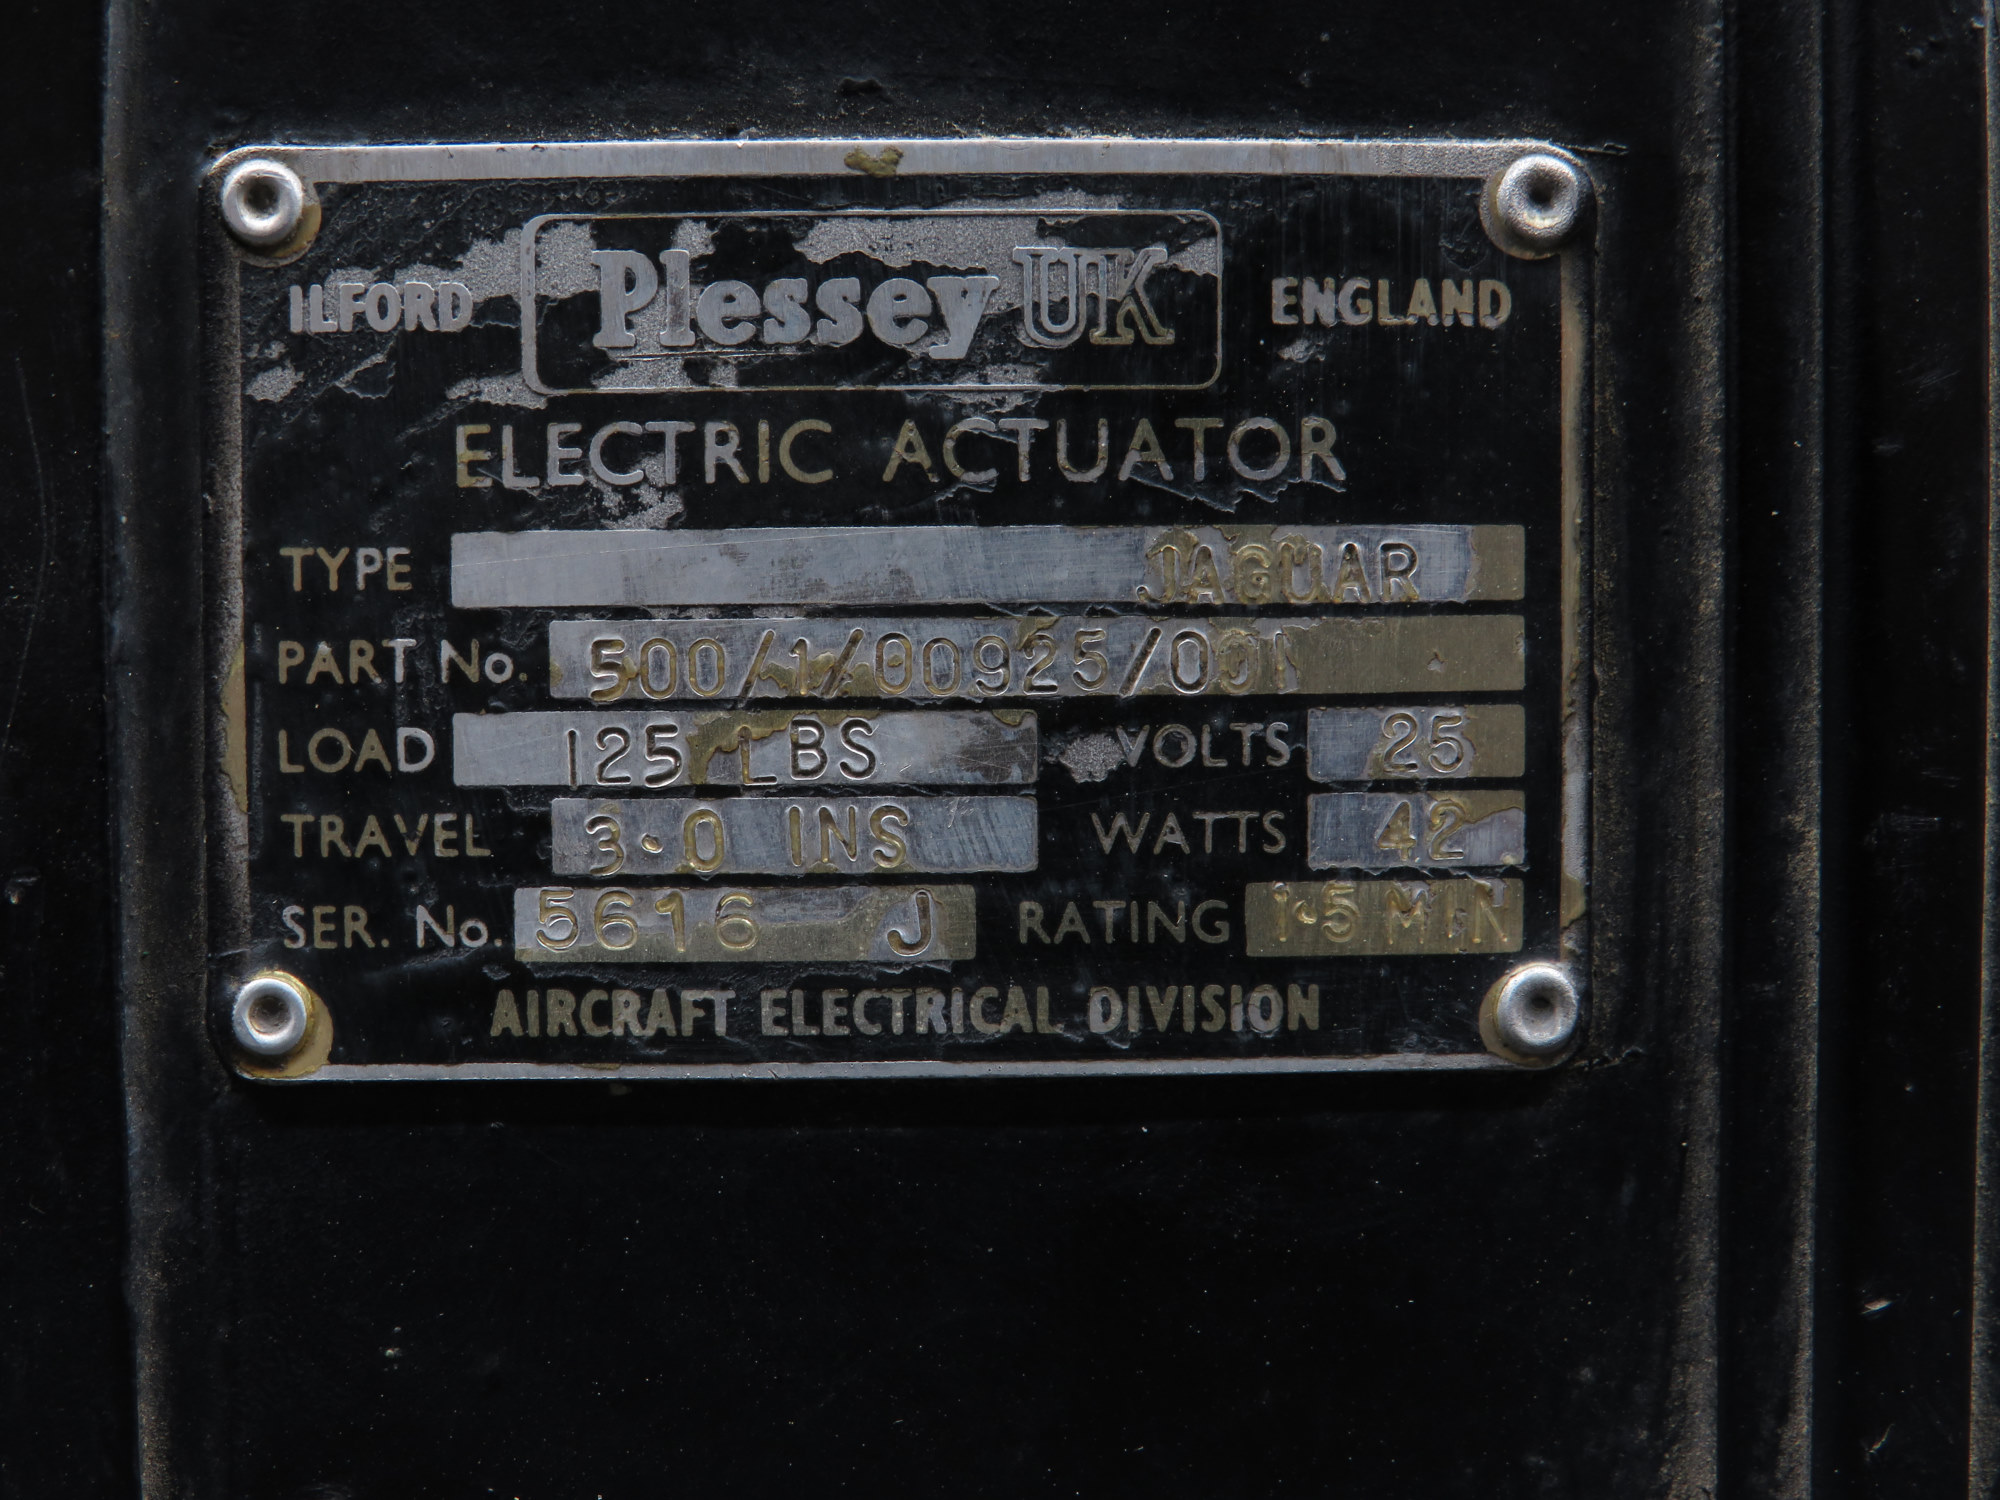 ILFORD Plessey UK ENGLAND
ELECTRIC ACTUATOR
TYPE JAGUAR
PART No. 500/1/00925/00N
LOAD 125 LBS VOLTS 25
TRAVEL 3·0 INS WATTS 42
SER. No. 5616 J RATING 1·5 MIN
AIRCRAFT ELECTRICAL DIVISION